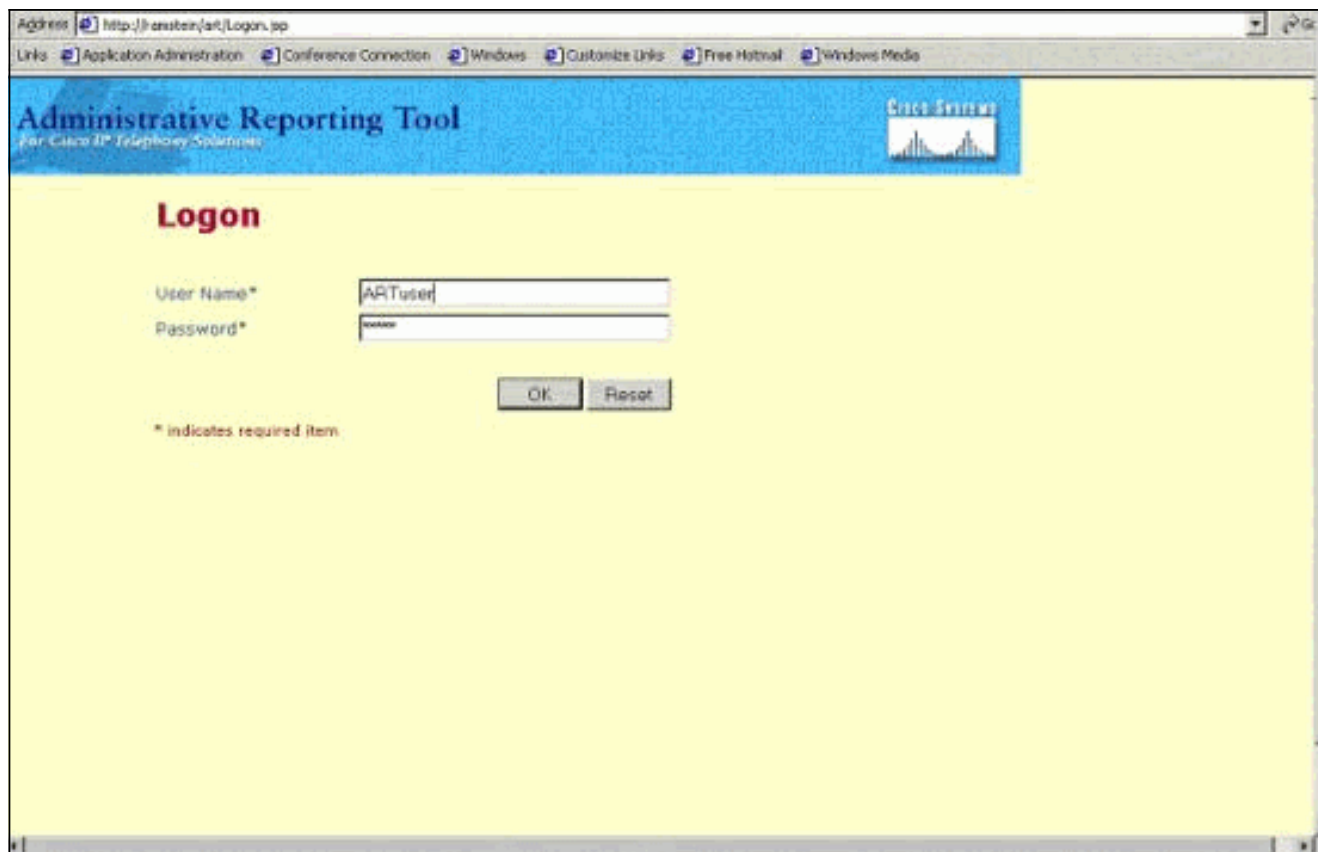 Address http://ramstein/art/Logon.jsp
Links Application Administration Conference Connection Windows Customize Links Free Hotmail Windows Media
Administrative Reporting Tool
For Cisco IP Telephony Solutions
CISCO SYSTEMS
Logon
User Name* ARTuser
Password* ******
OK Reset
* indicates required item